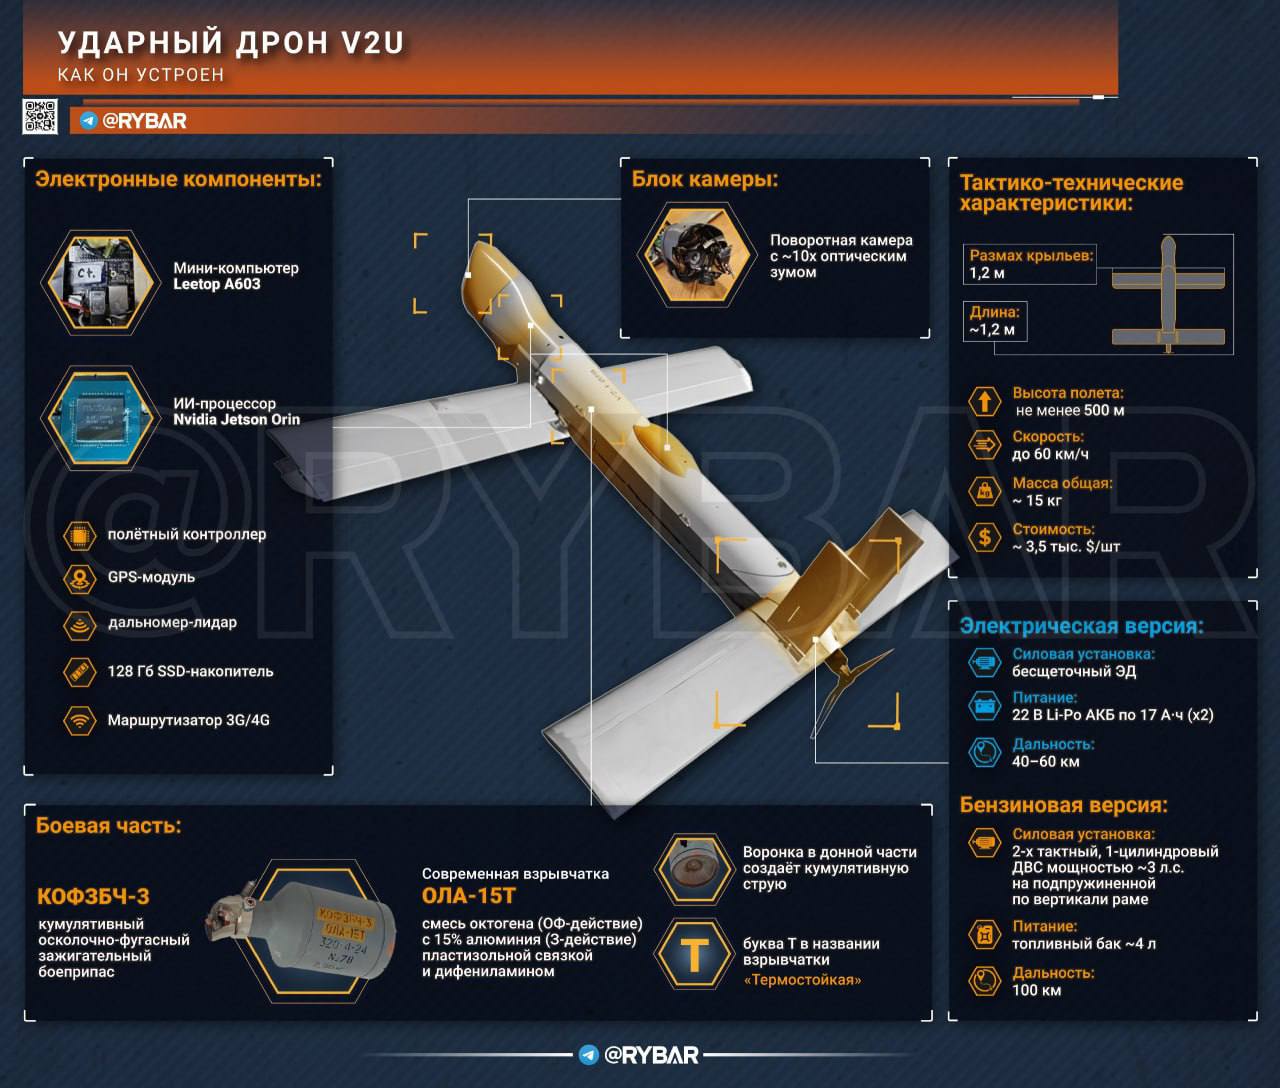 УДАРНЫЙ ДРОН V2U
КАК ОН УСТРОЕН
@RYBAR
Электронные компоненты:
Мини-компьютер
Leetop A603
ИИ-процессор
Nvidia Jetson Orin
полётный контроллер
GPS-модуль
дальномер-лидар
128 Гб SSD-накопитель
Маршрутизатор 3G/4G
Блок камеры:
Поворотная камера
с ~10х оптическим
зумом
Тактико-технические
характеристики:
Размах крыльев:
1,2 м
Длина:
~1,2 м
Высота полета:
не менее 500 м
Скорость:
до 60 км/ч
Масса общая:
~ 15 кг
Стоимость:
~ 3,5 тыс. $/шт
Электрическая версия:
Силовая установка:
бесщеточный ЭД
Питание:
22 В Li-Po АКБ по 17 А·ч (x2)
Дальность:
40–60 км
Бензиновая версия:
Силовая установка:
2-х тактный, 1-цилиндровый
ДВС мощностью ~3 л.с.
на подпружиненной
по вертикали раме
Питание:
топливный бак ~4 л
Дальность:
100 км
Боевая часть:
КОФЗБЧ-3
кумулятивный
осколочно-фугасный
зажигательный
боеприпас
КОФЗБЧ-3
ОЛА-15Т
Современная взрывчатка
ОЛА-15Т
смесь октогена (ОФ-действие)
с 15% алюминия (З-действие)
пластизольной связкой
и дифениламином
Воронка в донной части
создаёт кумулятивную
струю
Т
буква Т в названии
взрывчатки
«Термостойкая»
@RYBAR
@RYBAR